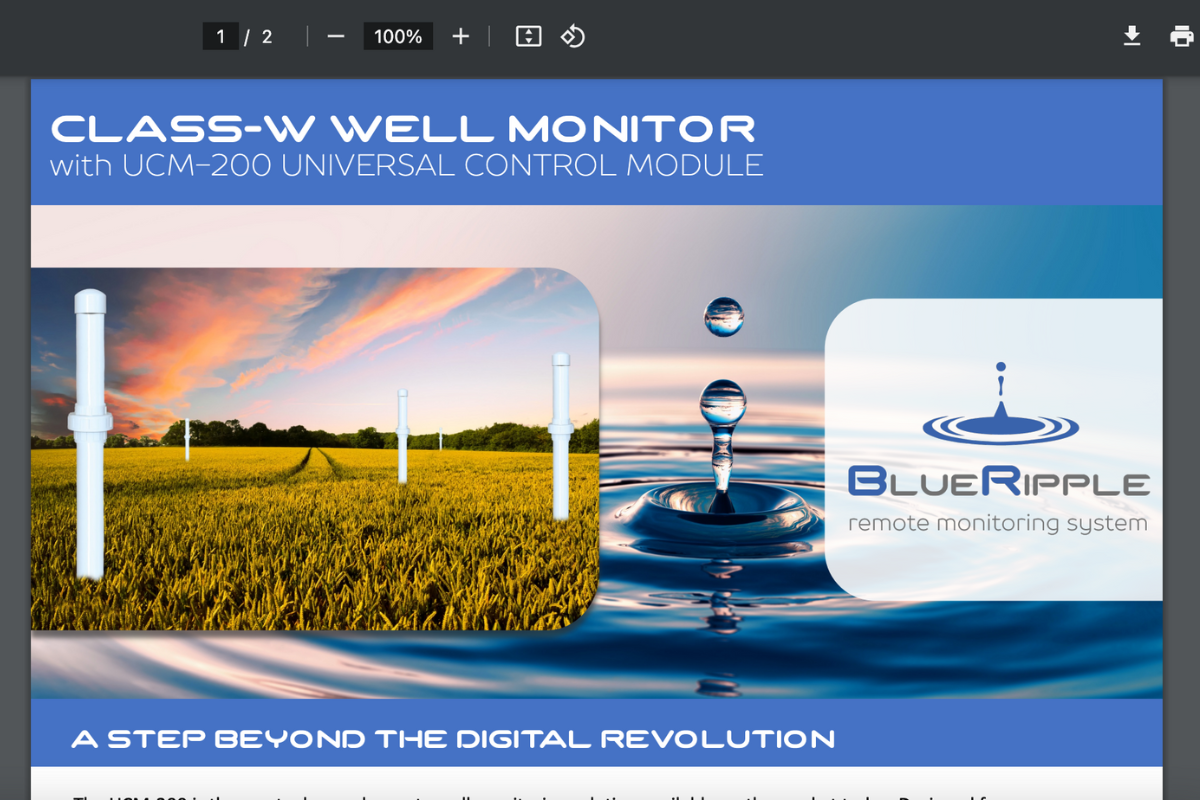 1 / 2 100%
CLASS-W WELL MONITOR
with UCM-200 UNIVERSAL CONTROL MODULE
BLUERIPPLE
remote monitoring system
A STEP BEYOND THE DIGITAL REVOLUTION